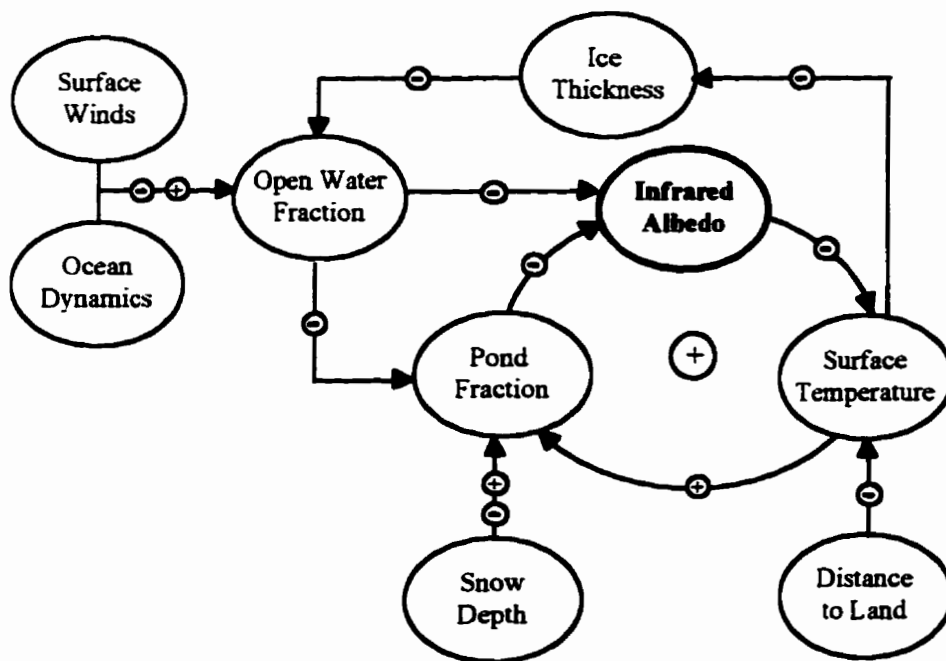 Surface
Winds
Ice
Thickness
Open Water
Fraction
Infrared
Albedo
Ocean
Dynamics
Pond
Fraction
Surface
Temperature
Snow
Depth
Distance
to Land
-
-
- +
-
-
-
-
+
+
+
-
-